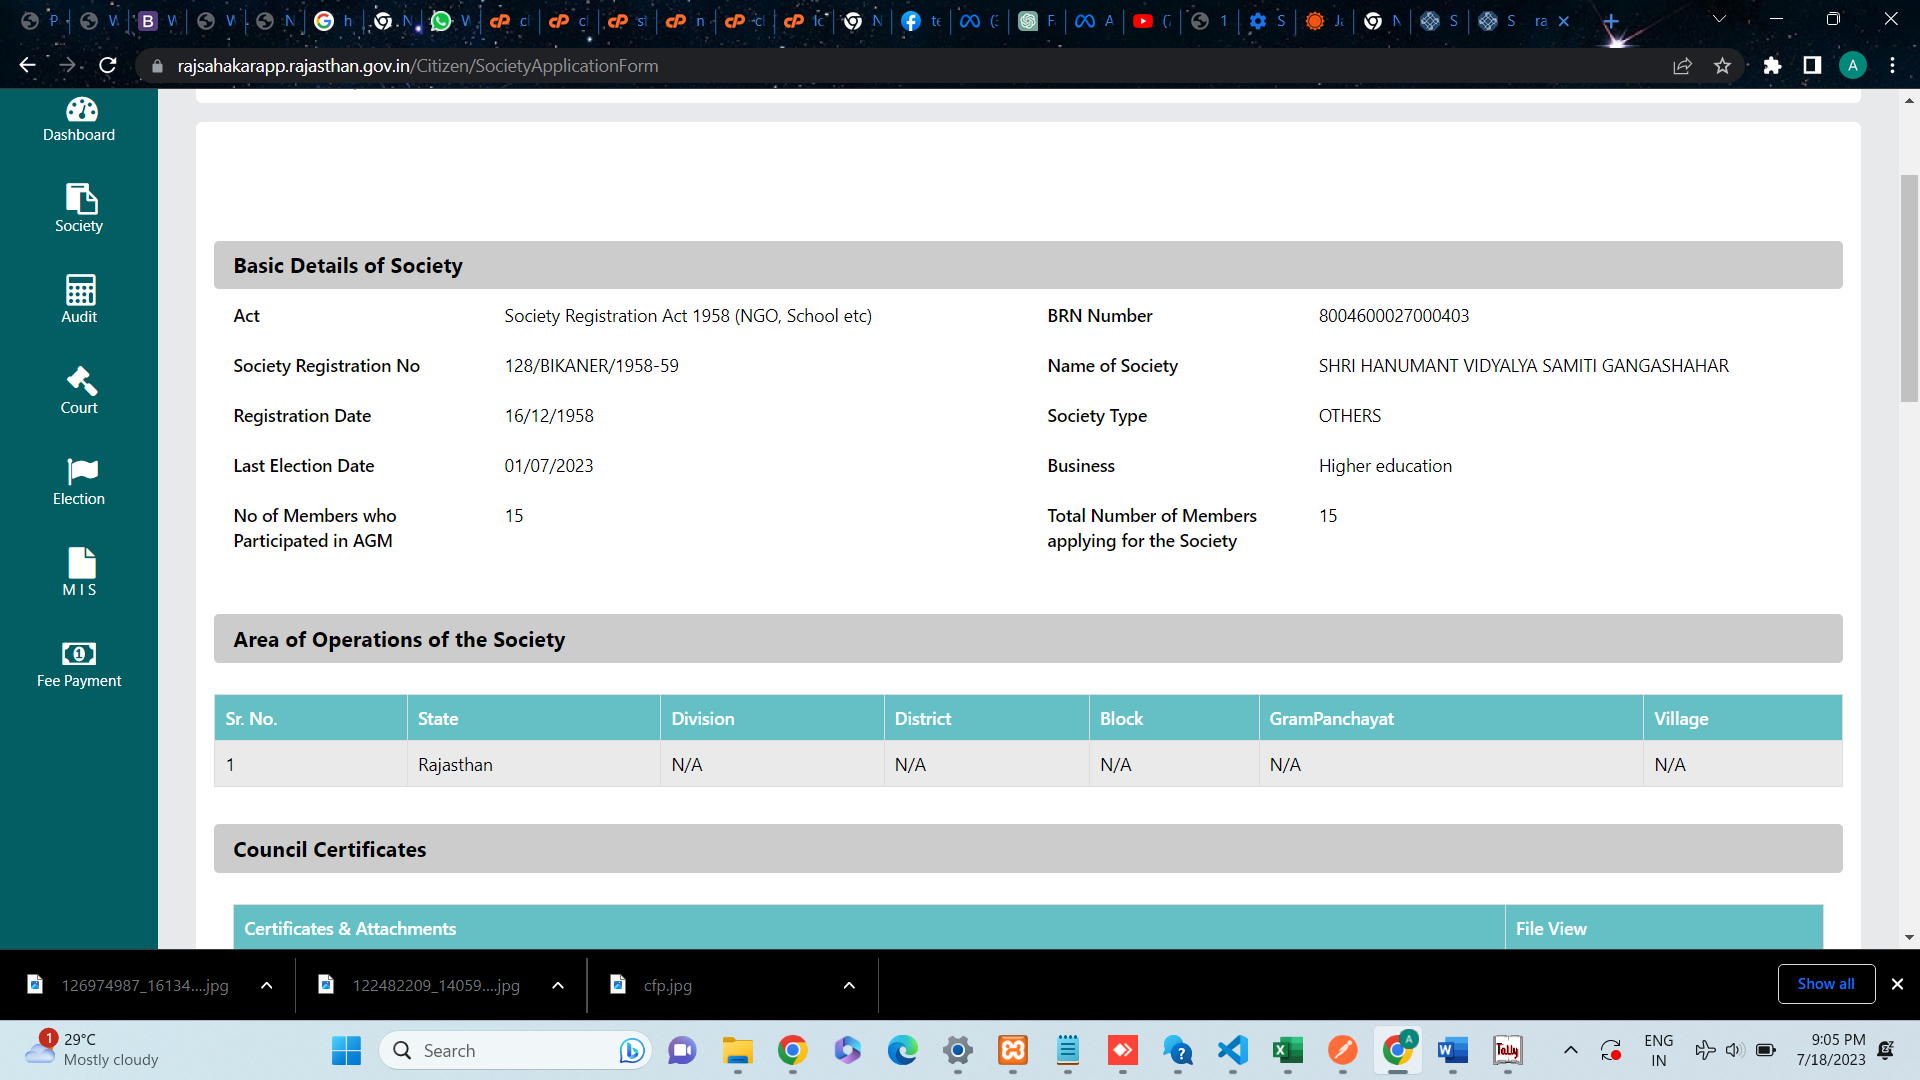 rajsahakarapp.rajasthan.gov.in/Citizen/SocietyApplicationForm
A
Dashboard
Society
Audit
Court
Election
M I S
Fee Payment
Basic Details of Society
Act Society Registration Act 1958 (NGO, School etc) BRN Number 8004600027000403
Society Registration No 128/BIKANER/1958-59 Name of Society SHRI HANUMANT VIDYALYA SAMITI GANGASHAHAR
Registration Date 16/12/1958 Society Type OTHERS
Last Election Date 01/07/2023 Business Higher education
No of Members who 15 Total Number of Members 15
Participated in AGM applying for the Society
Area of Operations of the Society
Sr. No. State Division District Block GramPanchayat Village
1 Rajasthan N/A N/A N/A N/A N/A
Council Certificates
Certificates & Attachments File View
126974987_16134....jpg 122482209_14059....jpg cfp.jpg Show all
1 29°C
Mostly cloudy
Search
Tally
ENG
IN
9:05 PM
7/18/2023